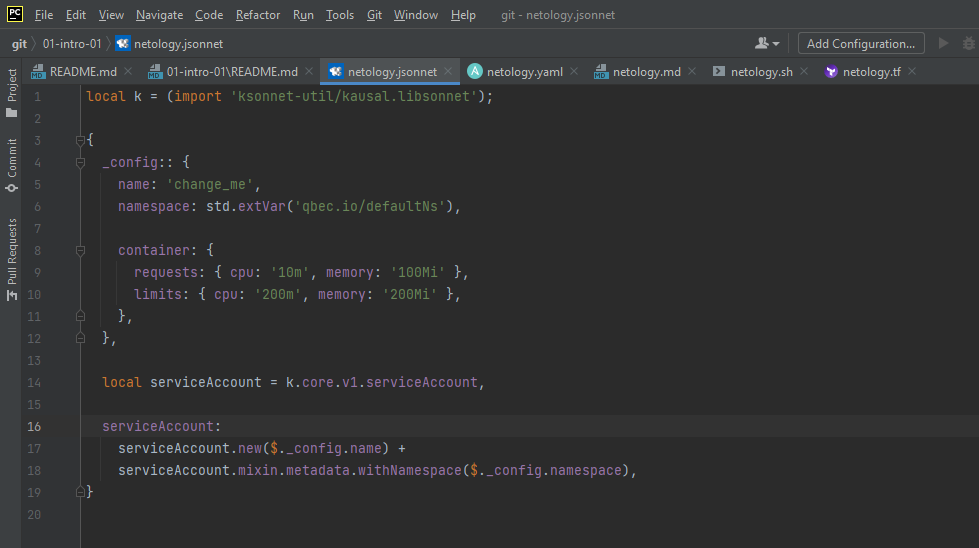 PC File Edit View Navigate Code Refactor Run Tools Git Window Help git - netology.jsonnet
git 01-intro-01 netology.jsonnet Add Configuration...
README.md 01-intro-01\README.md netology.jsonnet netology.yaml netology.md netology.sh netology.tf
Project
Commit
Pull Requests
1 local k = (import 'ksonnet-util/kausal.libsonnet');
2
3 {
4   _config:: {
5     name: 'change_me',
6     namespace: std.extVar('qbec.io/defaultNs'),
7
8     container: {
9       requests: { cpu: '10m', memory: '100Mi' },
10       limits: { cpu: '200m', memory: '200Mi' },
11     },
12   },
13
14   local serviceAccount = k.core.v1.serviceAccount,
15
16   serviceAccount:
17     serviceAccount.new($._config.name) +
18     serviceAccount.mixin.metadata.withNamespace($._config.namespace),
19 }
20